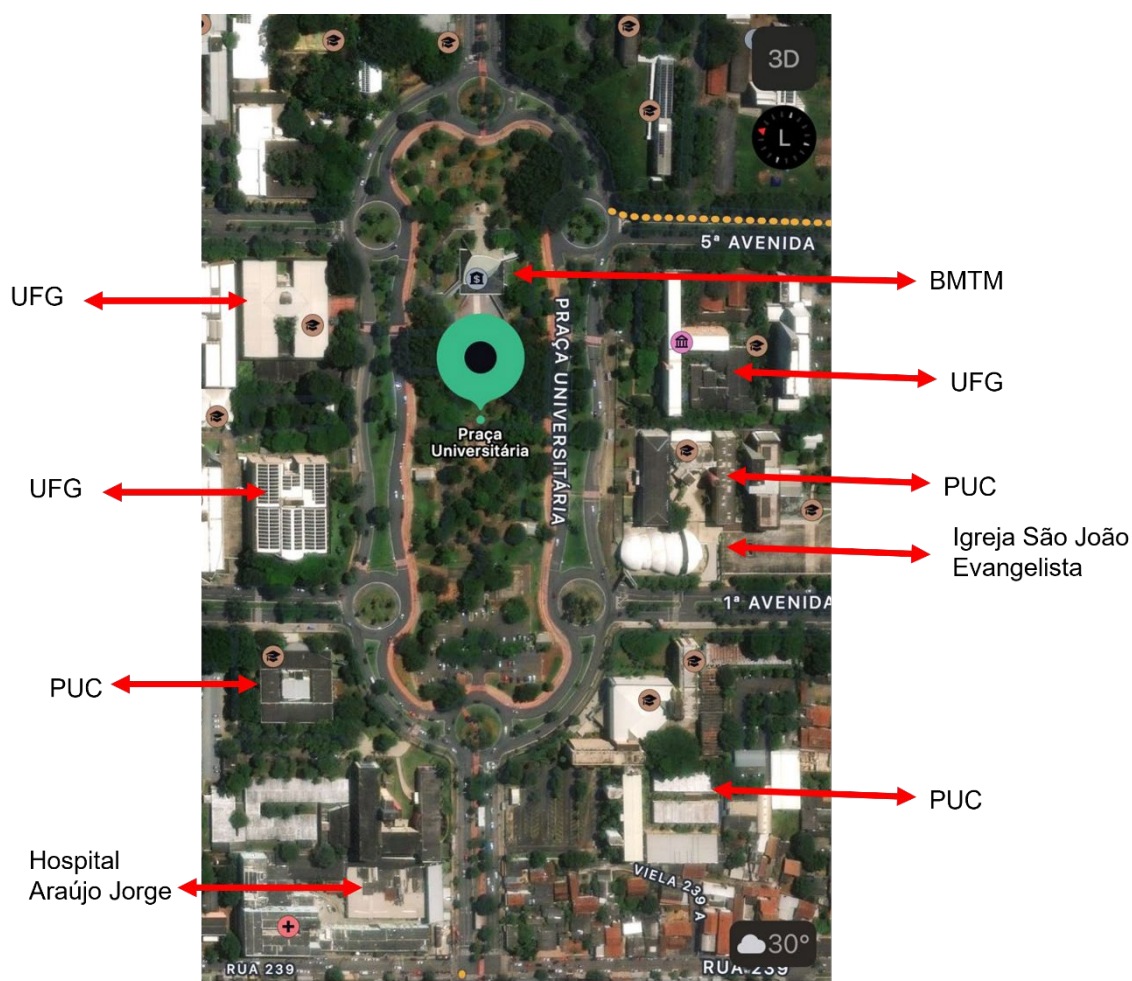 3D
L
5ª AVENIDA
BMTM
UFG
PRAÇA UNIVERSITÁRIA
UFG
Praça
Universitária
UFG
PUC
Igreja São João
Evangelista
1ª AVENIDA
PUC
PUC
Hospital
Araújo Jorge
VIELA 239 A
30°
RUA 239
RUA 239